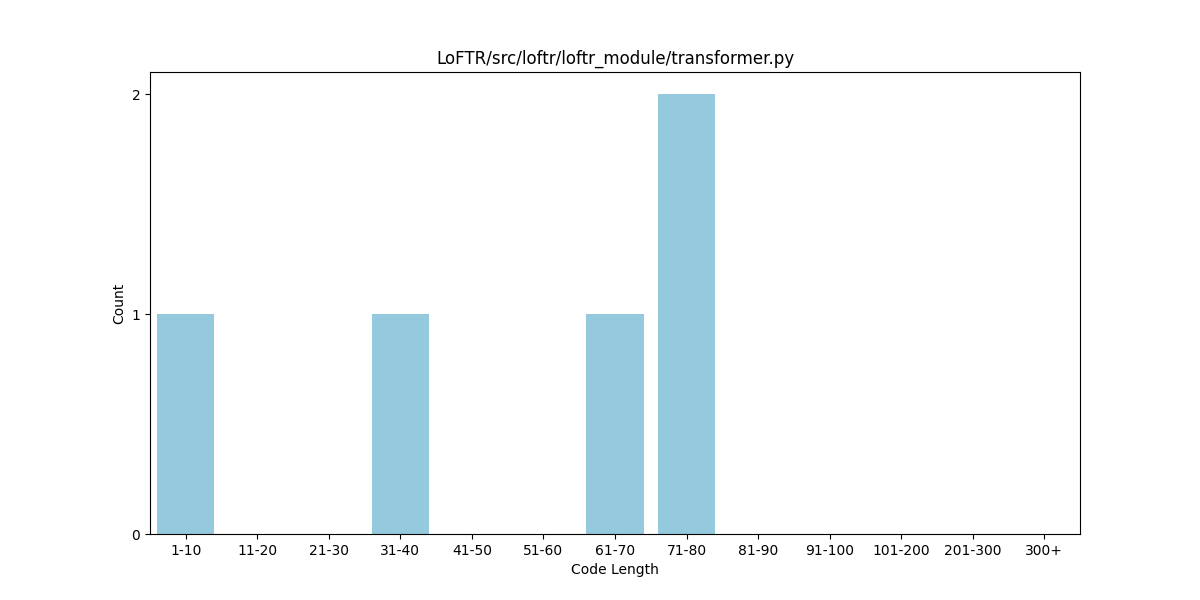 LoFTR/src/loftr/loftr_module/transformer.py
2
1
0
Count
1-10 11-20 21-30 31-40 41-50 51-60 61-70 71-80 81-90 91-100 101-200 201-300 300+
Code Length